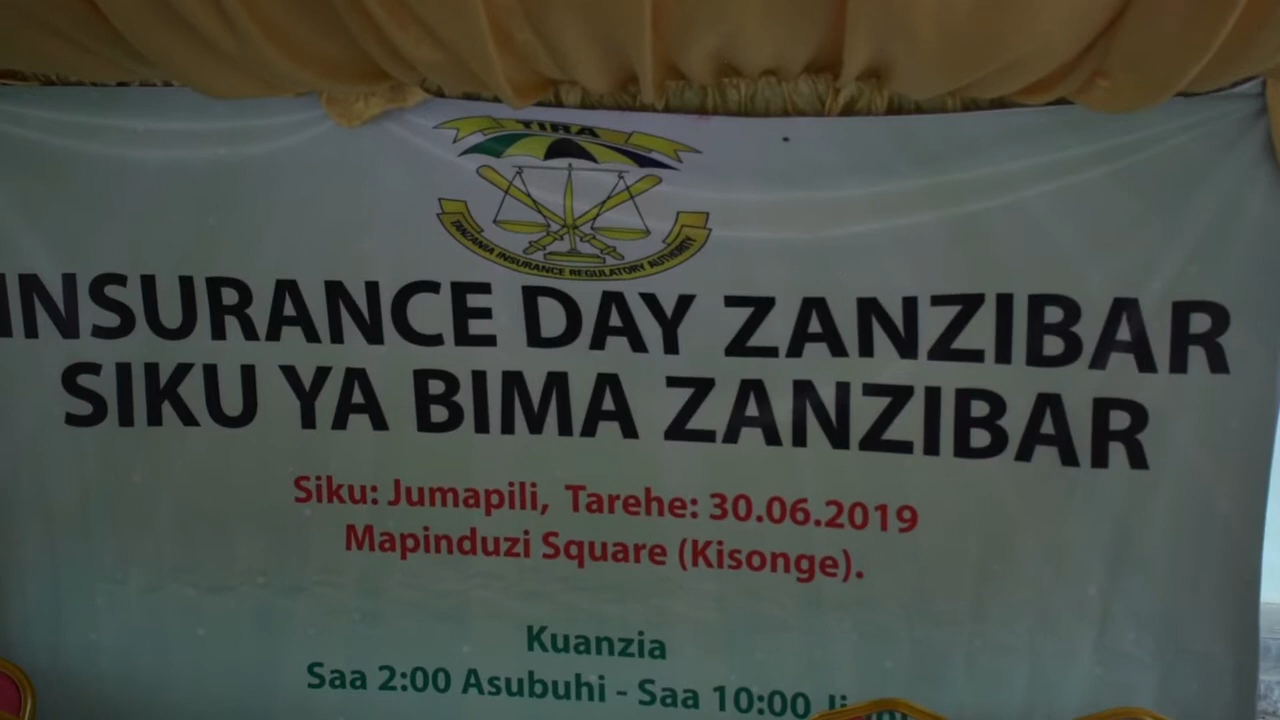 TIRA
TANZANIA INSURANCE REGULATORY AUTHORITY
INSURANCE DAY ZANZIBAR
SIKU YA BIMA ZANZIBAR
Siku: Jumapili, Tarehe: 30.06.2019
Mapinduzi Square (Kisonge).
Kuanzia
Saa 2:00 Asubuhi - Saa 10:00